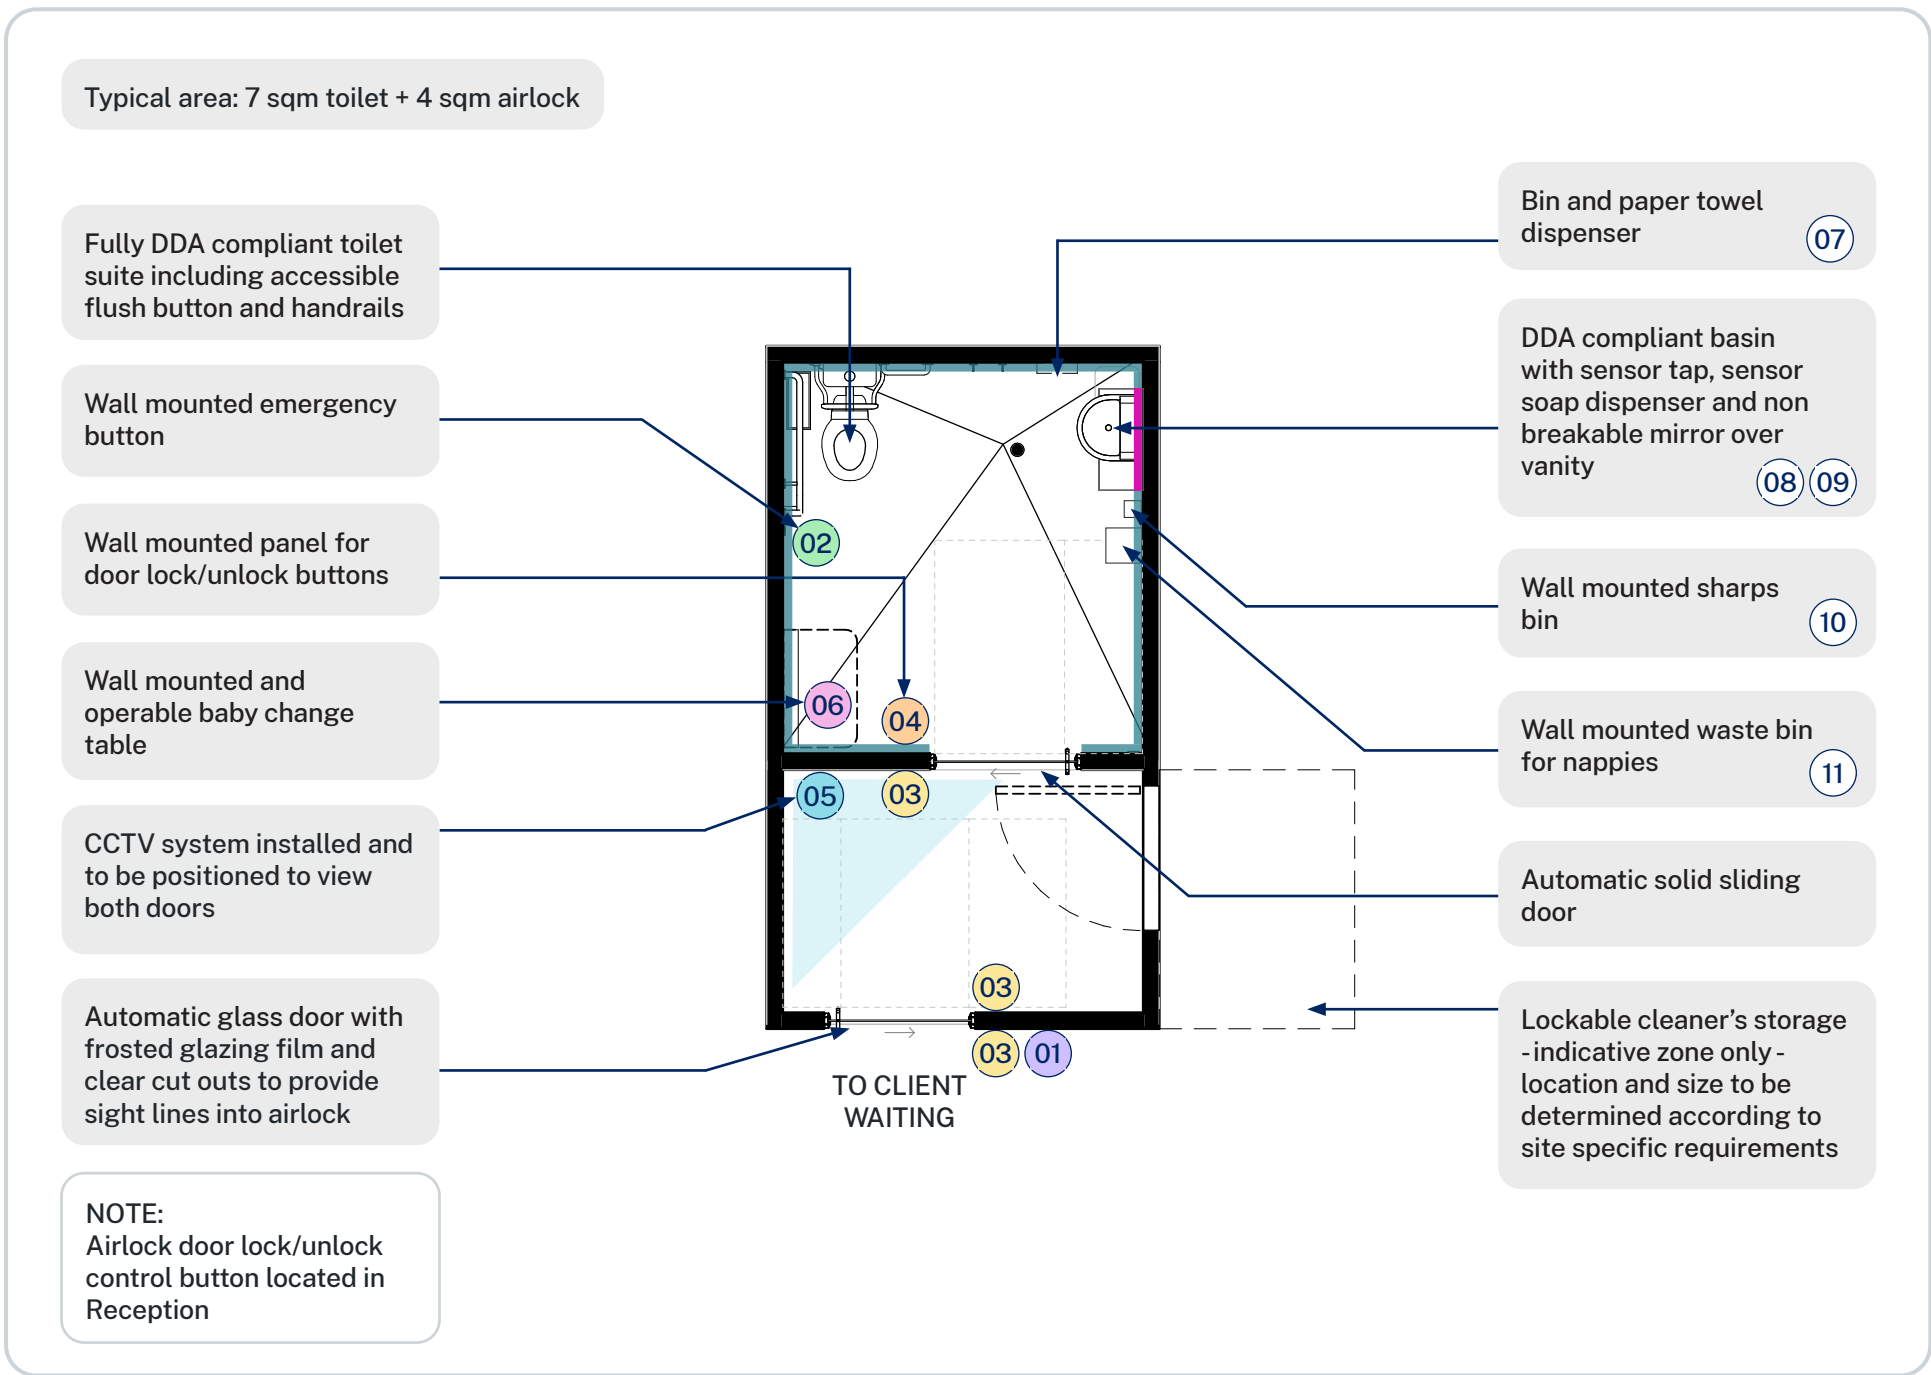 Typical area: 7 sqm toilet + 4 sqm airlock
Fully DDA compliant toilet
suite including accessible
flush button and handrails
Wall mounted emergency
button
Wall mounted panel for
door lock/unlock buttons
Wall mounted and
operable baby change
table
CCTV system installed and
to be positioned to view
both doors
Automatic glass door with
frosted glazing film and
clear cut outs to provide
sight lines into airlock
NOTE:
Airlock door lock/unlock
control button located in
Reception
02
06
04
05
03
03
03
01
TO CLIENT
WAITING
Bin and paper towel
dispenser
07
DDA compliant basin
with sensor tap, sensor
soap dispenser and non
breakable mirror over
vanity
08 09
Wall mounted sharps
bin
10
Wall mounted waste bin
for nappies
11
Automatic solid sliding
door
Lockable cleaner's storage
- indicative zone only -
location and size to be
determined according to
site specific requirements